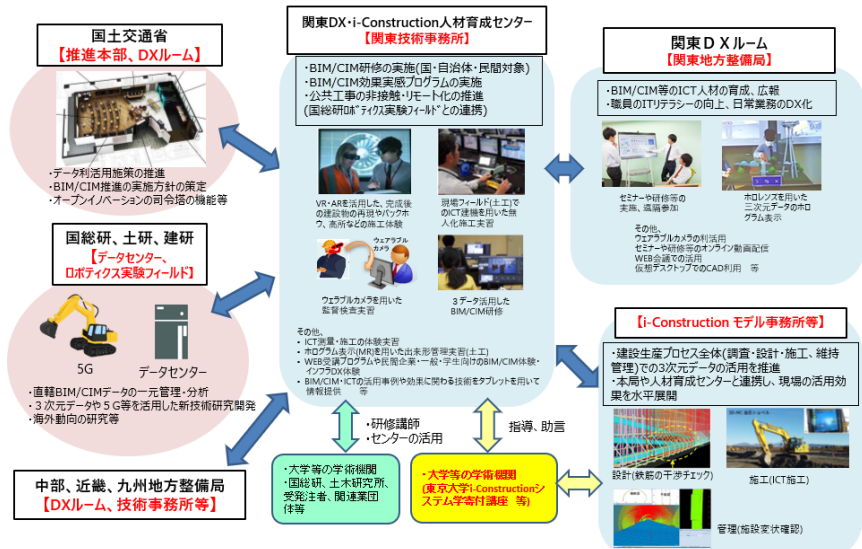 国土交通省
【推進本部、DXルーム】
・データ利活用施策の推進
・BIM/CIM推進の実施方針の策定
・オープンイノベーションの司令塔の機能等
国総研、土研、建研
【データセンター、
ロボティクス実験フィールド】
5G
データセンター
・直轄BIM/CIMデータの一元管理・分析
・３次元データや５G等を活用した新技術研究開発
・海外動向の研究等
中部、近畿、九州地方整備局
【DXルーム、技術事務所等】
関東DX・i-Construction人材育成センター
【関東技術事務所】
・BIM/CIM研修の実施(国・自治体・民間対象)
・BIM/CIM効果実感プログラムの実施
・公共工事の非接触・リモート化の推進
(国総研ﾛﾎﾞﾃｨｸｽ実験ﾌｨｰﾙﾄﾞとの連携)
VR・ARを活用した、完成後
の建設物の再現やバックホ
ウ、高所などの施工体験
現場フィールド(土工)で
のICT建機を用いた無
人化施工実習
ウェアラブル
カメラ
ウェラブルカメラを用いた
監督検査実習
３データ活用した
BIM/CIM研修
その他、
・ ICT測量・施工の体験実習
・ ホログラム表示(MR)を用いた出来形管理実習(土工)
・ WEB受講プログラムや民間企業・一般・学生向けのBIM/CIM体験・
インフラDX体験
・ BIM/CIM・ICTの活用事例や効果に関わる技術をタブレットを用いて
情報提供　等
・研修講師
・センターの活用
指導、助言
・大学等の学術機関
・国総研、土木研究所、
受発注者、関連業団
体等
・大学等の学術機関
(東京大学i-Constructionシ
ステム学寄付講座 等)
関東ＤＸルーム
【関東地方整備局】
・BIM/CIM等のICT人材の育成、広報
・職員のITリテラシーの向上、日常業務のDX化
セミナーや研修等の
実施、遠隔参加
ホロレンズを用いた
三次元データのホロ
グラム表示
その他、
ウェアラブルカメラの利活用
セミナーや研修等のオンライン動画配信
WEB会議での活用
仮想デスクトップでのCAD利用　等
【i-Construction モデル事務所等】
・建設生産プロセス全体(調査・設計・施工、維持
管理)での3次元データの活用を推進
・本局や人材育成センターと連携し、現場の活用効
果を水平展開
設計(鉄筋の干渉チェック)
施工(ICT施工)
管理(施設変状確認)